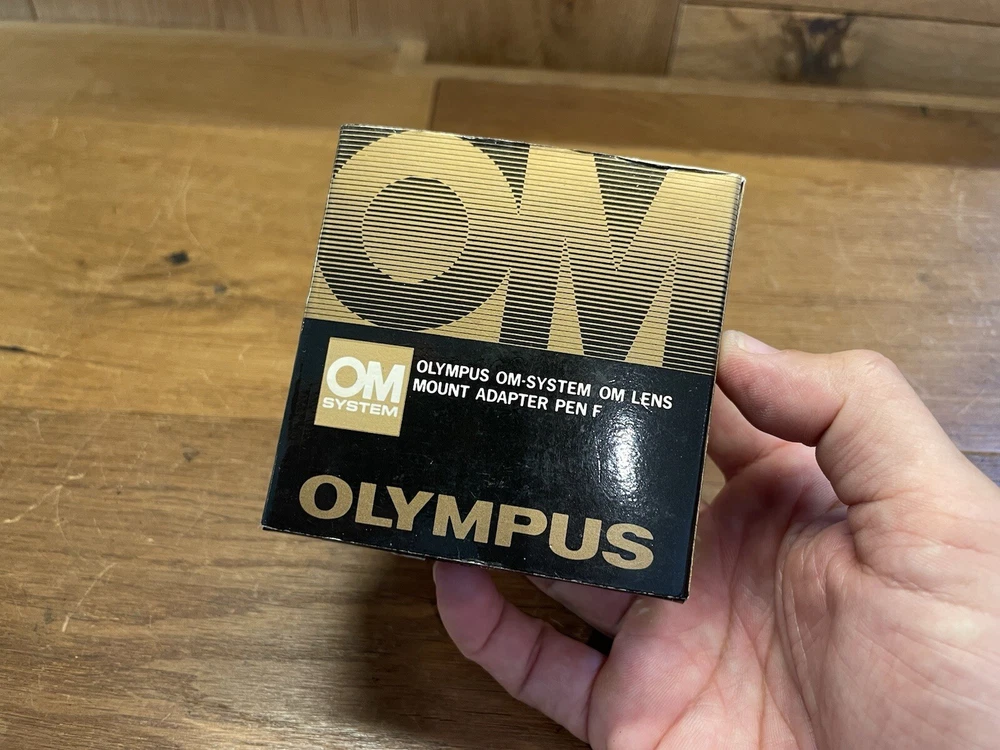 OM
OM
SYSTEM
OLYMPUS OM-SYSTEM OM LENS
MOUNT ADAPTER PEN F
OLYMPUS